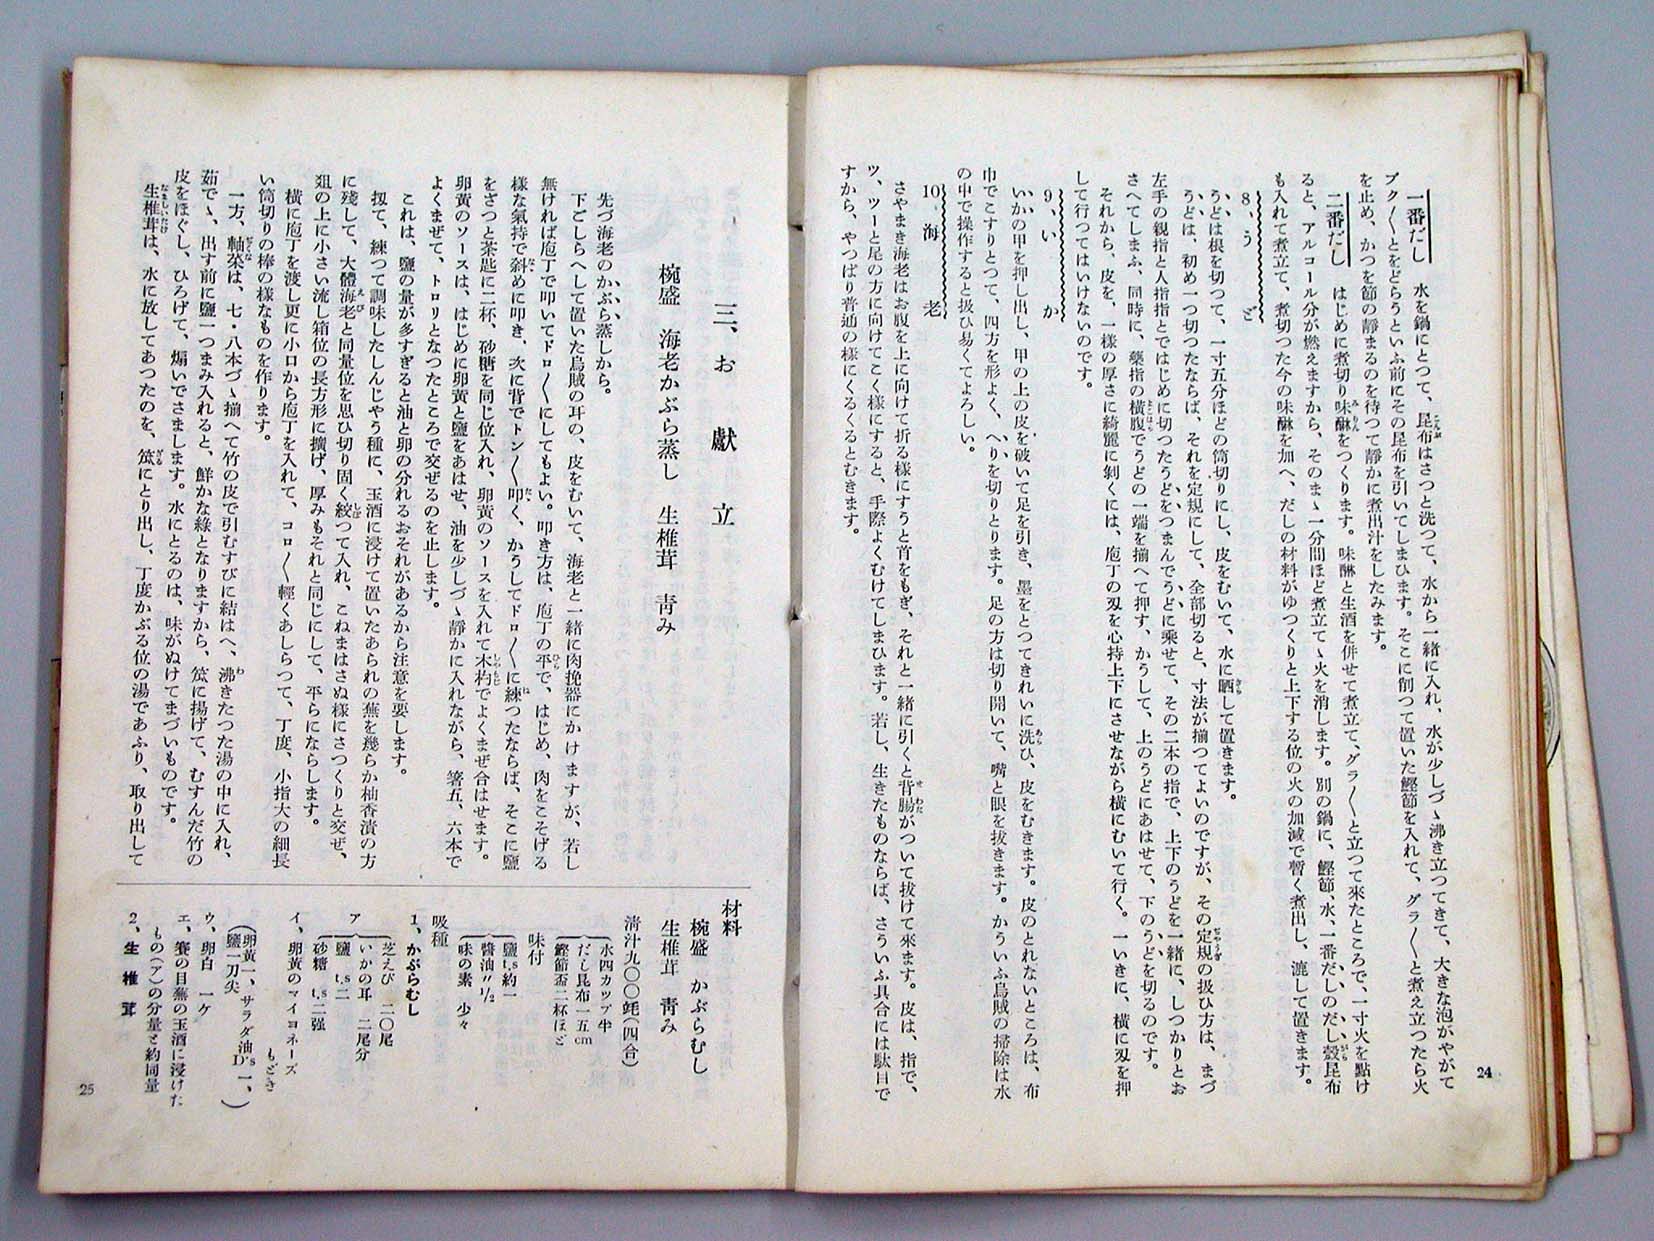 24
一番だし　水を鍋にとつて、昆布はさつと洗つて、水から一緒に入れ、水が少しづゝ沸き立つてきて、大きな泡がやがて
ブク〳〵とをどらうといふ前にその昆布を引いてしまひます。そこに削つて置いた鰹節を入れて、グラ〳〵と煮え立つたら火
を止め、かつを節の靜まるのを待つて靜かに煮出汁をしたみます。
二番だし　はじめに煮切り味醂をつくります。味醂と生酒を併せて煮立て、グラ〳〵と立つて來たところで、一寸火を點け
ると、アルコール分が燃えますから、そのまゝ一分間ほど煮立てゝ火を消します。別の鍋に、鰹節、水、一番だしのだし殼昆布
も入れて煮立て、煮切つた今の味醂を加へ、だしの材料がゆつくりと上下する位の火の加減で暫く煮出し、漉して置きます。
8、うど
うどは根を切つて、一寸五分ほどの筒切りにし、皮をむいて、水に晒して置きます。
うどは、初め一つ切つたならば、それを定規にして、全部切ると、寸法が揃つてよいのですが、その定規の扱ひ方は、まづ
左手の親指と人指指とではじめに切つたうどをつまんでうどに乘せて、その二本の指で、上下のうどを一緒に、しつかりとお
さへてしまふ、同時に、藥指の橫腹でうどの一端を揃へて押す、かうして、上のうどにあはせて、下のうどを切るのです。
それから、皮を、一樣の厚さに綺麗に剝くには、庖丁の刄を心持上下にさせながら橫にむいて行く。一いきに、橫に刄を押
して行つてはいけないのです。
9、いか
いかの甲を押し出し、甲の上の皮を破いて足を引き、墨をとつてきれいに洗ひ、皮をむきます。皮のとれないところは、布
巾でこすりとつて、四方を形よく、へりを切りとります。足の方は切り開いて、嘴と眼を拔きます。かういふ烏賊の掃除は水
の中で操作すると扱ひ易くてよろしい。
10、海老
さやまき海老はお腹を上に向けて折る樣にすうと首をもぎ、それと一緒に引くと背腸がついて拔けて來ます。皮は、指で、
ツ、ツーと尾の方に向けてこく樣にすると、手際よくむけてしまひます。若し、生きたものならば、さういふ具合には駄目で
すから、やつぱり普通の樣にくるくるとむきます。
三、お獻立
椀盛　海老かぶら蒸し　生椎茸　靑み
先づ海老のかぶら蒸しから。
下ごしらへして置いた烏賊の耳の、皮をむいて、海老と一緒に肉挽器にかけますが、若し
無ければ庖丁で叩いてドロ〳〵にしてもよい。叩き方は、庖丁の平で、はじめ、肉をこそげる
樣な氣持で斜めに叩き、次に背でトン〳〵叩く、かうしてドロ〳〵に練つたならば、そこに鹽
をざつと茶匙に二杯、砂糖を同じ位入れ、卵黃のソースを入れて木杓でよくまぜ合はせます。
卵黃のソースは、はじめに卵黃と鹽をあはせ、油を少しづゝ靜かに入れながら、箸五、六本で
よくまぜて、トロリとなつたところで交ぜるのを止します。
これは、鹽の量が多すぎると油と卵の分れるおそれがあるから注意を要します。
扨て、練つて調味したしんじやう種に、玉酒に浸けて置いたあられの蕪を幾らか柚香漬の方
に殘して、大體海老と同量位を思ひ切り固く絞つて入れ、こねまはさぬ樣にさつくりと交ぜ、
俎の上に小さい流し箱位の長方形に擴げ、厚みもそれと同じにして、平らにならします。
橫に庖丁を渡し更に小口から庖丁を入れて、コロ〳〵輕くあしらつて、丁度、小指大の細長
い筒切りの棒の樣なものを作ります。
一方、軸菜は、七・八本づゝ揃へて竹の皮で引むすびに結はへ、沸きたつた湯の中に入れ、
茹でゝ、出す前に鹽一つまみ入れると、鮮かな綠となりますから、笊に揚げて、むすんだ竹の
皮をほぐし、ひろげて、煽いでさまします。水にとるのは、味がぬけてまづいものです。
生椎茸は、水に放してあつたのを、笊にとり出し、丁度かぶる位の湯であふり、取り出して
材料
椀盛　かぶらむし
生椎茸　靑み
淸汁九〇〇竓(四合)
水四カップ半
だし昆布一五cm
鰹節盃二杯ほど
味付
鹽t.s約一
醬油〃1/2
味の素　少々
吸種
1、かぶらむし
芝えび　二〇尾
いかの耳　二尾分
ア
鹽　t.s二
砂糖　t.s二强
イ、卵黃のマイヨネーズ
もどき
(卵黃一、サラダ油D.s一、
鹽一刀尖)
ウ、卵白　一ケ
エ、賽の目蕪の玉酒に浸けた
もの(ア)の分量と約同量
2、生椎茸
25